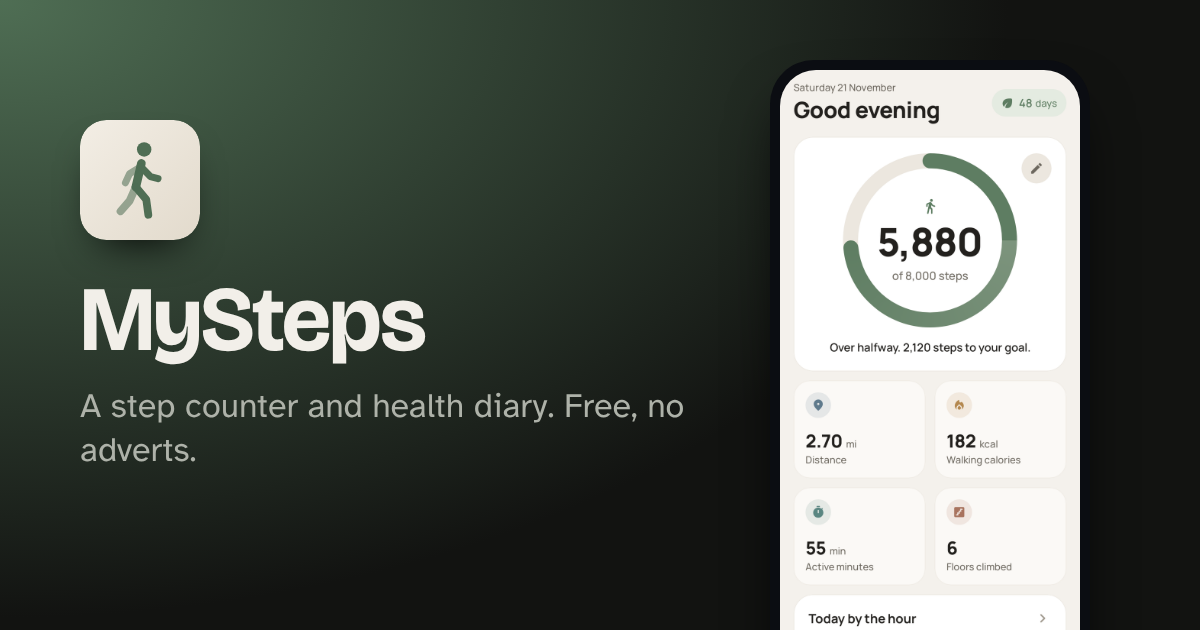 MySteps
A step counter and health diary. Free, no
adverts.
Saturday 21 November
Good evening
48 days
5,880
of 8,000 steps
Over halfway. 2,120 steps to your goal.
2.70 mi
Distance
182 kcal
Walking calories
55 min
Active minutes
6
Floors climbed
Today by the hour